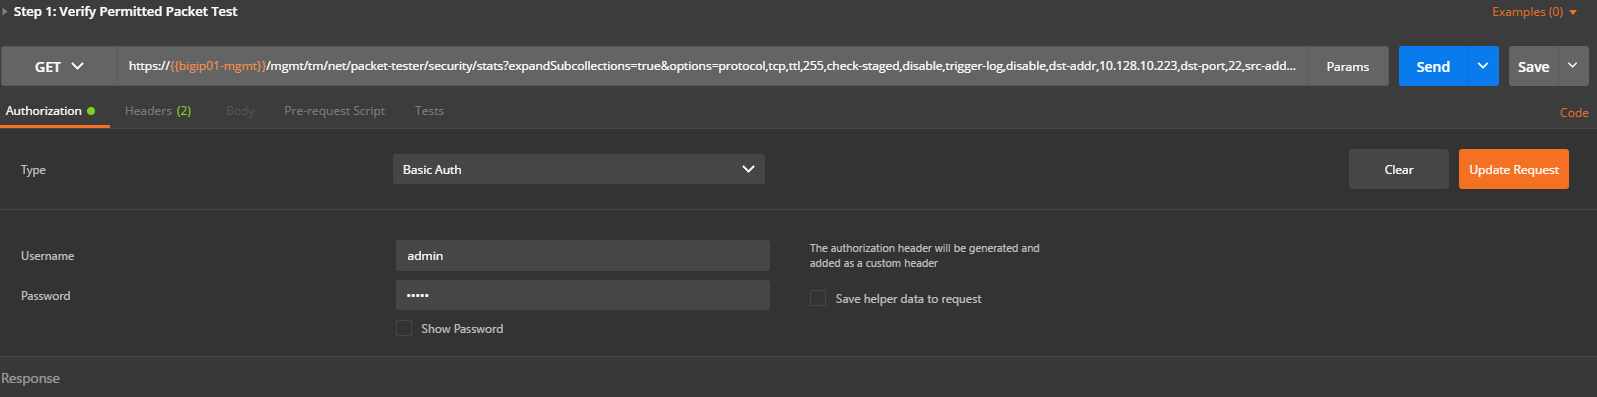 Step 1: Verify Permitted Packet Test
Examples (0)
GET
https://{{bigip01-mgmt}}/mgmt/tm/net/packet-tester/security/stats?expandSubcollections=true&options=protocol,tcp,ttl,255,check-staged,disable,trigger-log,disable,dst-addr,10.128.10.223,dst-port,22,src-add...
Params
Send
Save
Authorization
Headers (2)
Body
Pre-request Script
Tests
Code
Type
Basic Auth
Clear
Update Request
Username
admin
The authorization header will be generated and
added as a custom header
Password
•••••
Save helper data to request
Show Password
Response